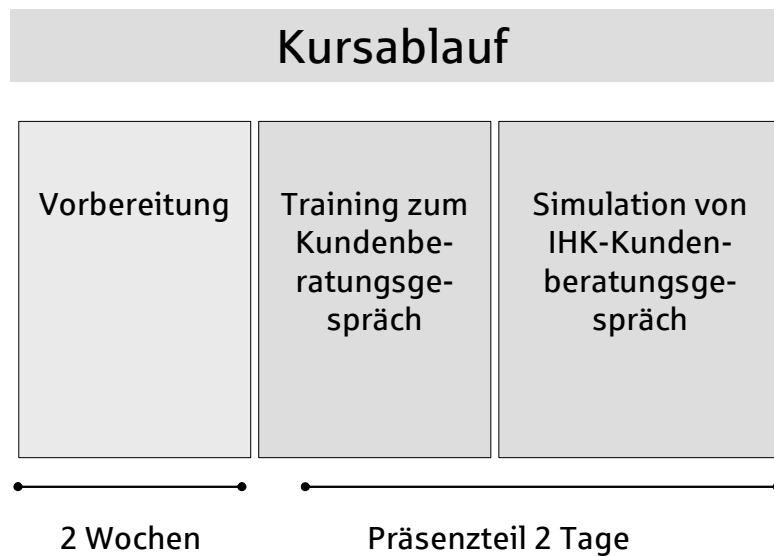 Kursablauf
Vorbereitung
Training zum
Kundenbe-
ratungsge-
spräch
Simulation von
IHK-Kunden-
beratungsge-
spräch
2 Wochen
Präsenzteil 2 Tage